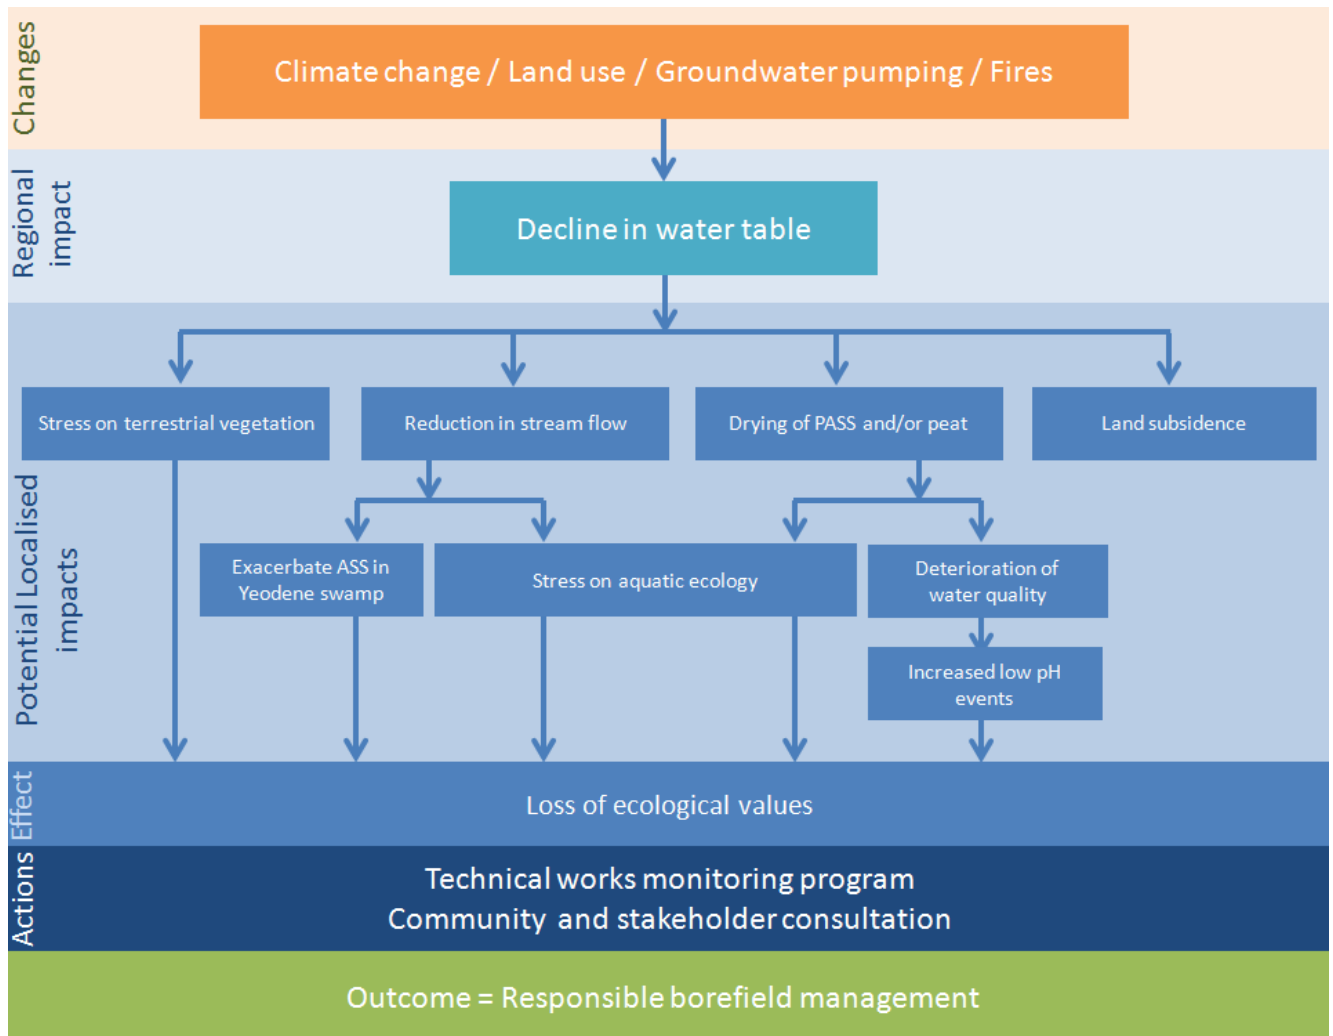 Changes
Climate change / Land use / Groundwater pumping / Fires
Regional
impact
Decline in water table
Potential Localised
impacts
Stress on terrestrial vegetation
Reduction in stream flow
Drying of PASS and/or peat
Land subsidence
Exacerbate ASS in
Yeodene swamp
Stress on aquatic ecology
Deterioration of
water quality
Increased low pH
events
Effect
Loss of ecological values
Actions
Technical works monitoring program
Community and stakeholder consultation
Outcome = Responsible borefield management